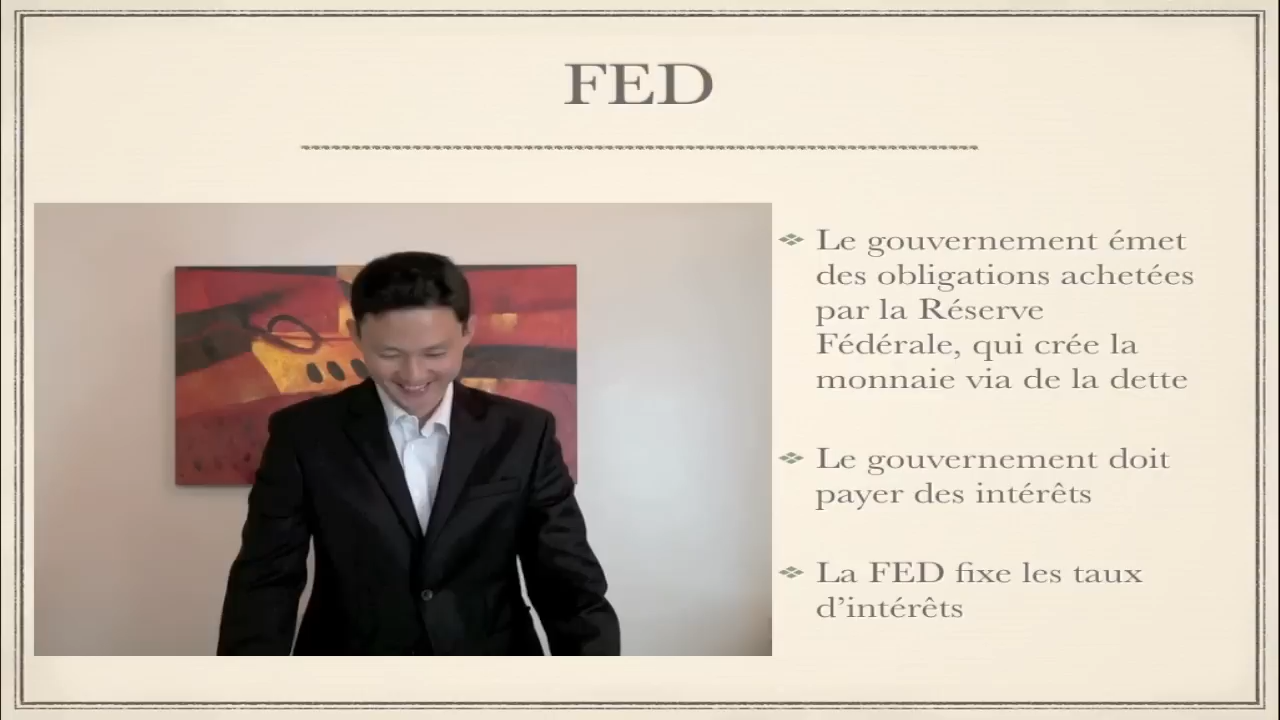 FED
Le gouvernement émet
des obligations achetées
par la Réserve
Fédérale, qui crée la
monnaie via de la dette
Le gouvernement doit
payer des intérêts
La FED fixe les taux
d’intérêts